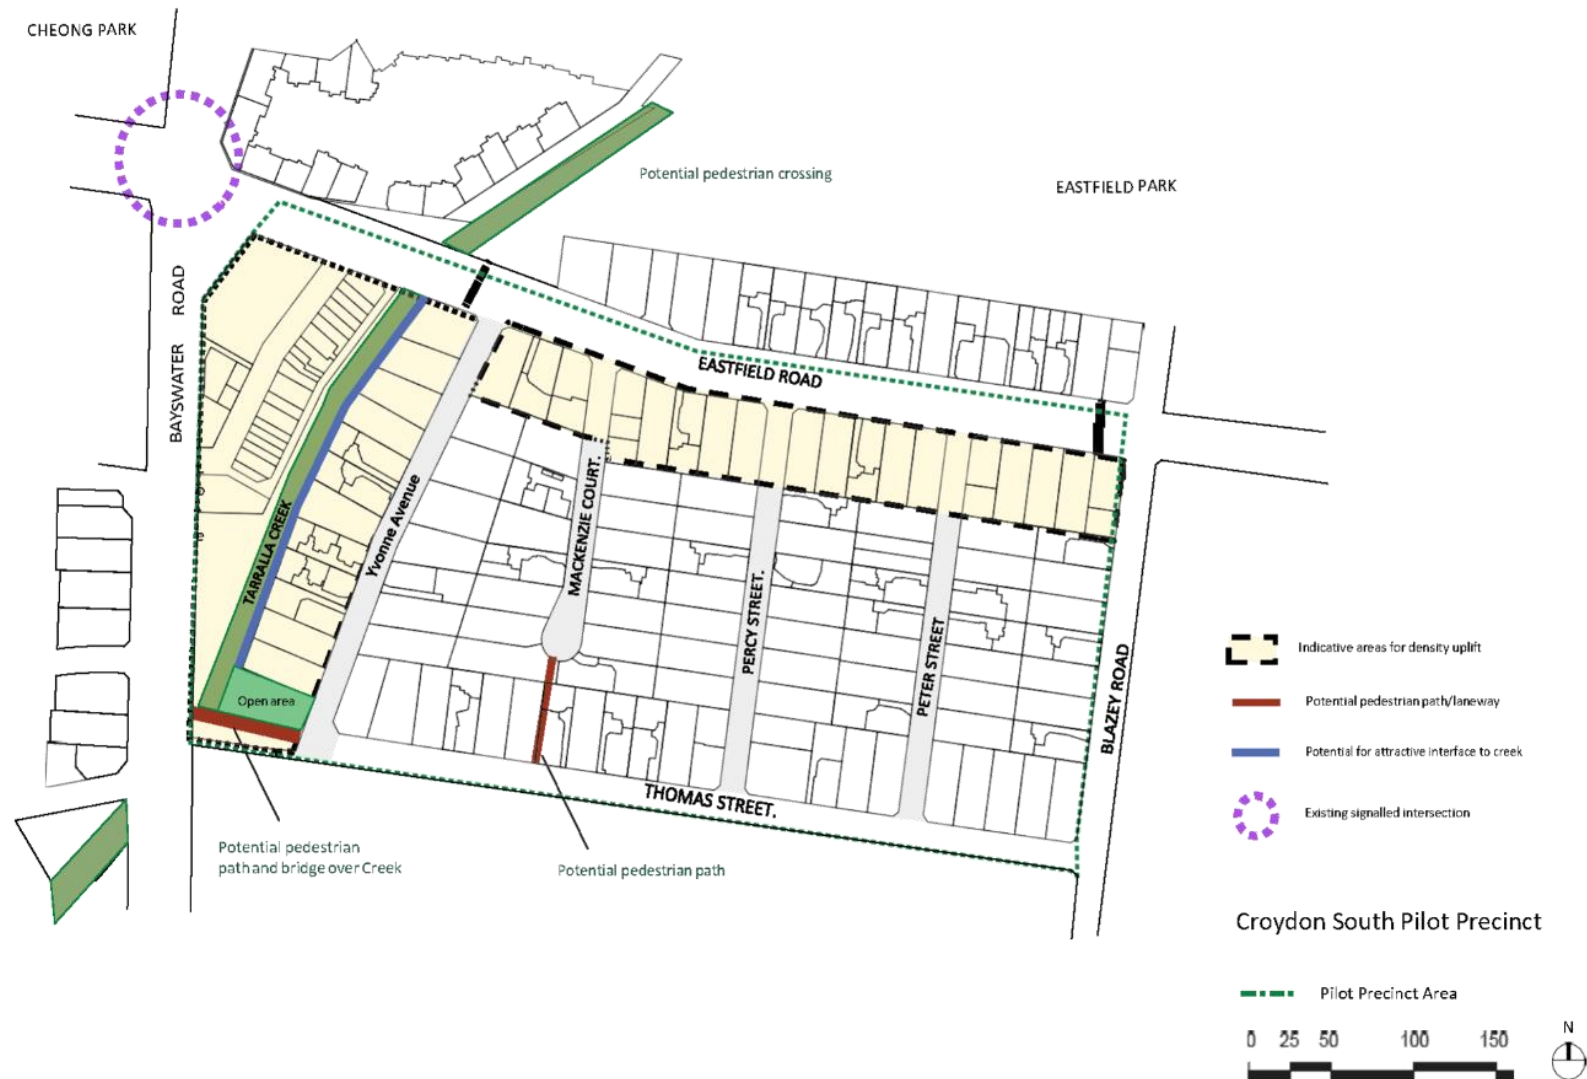 CHEONG PARK
Potential pedestrian crossing
EASTFIELD PARK
BAYSWATER ROAD
EASTFIELD ROAD
TARRALLA CREEK
Yvonne Avenue
MACKENZIE COURT.
PERCY STREET.
PETER STREET
BLAZEY ROAD
Open area
THOMAS STREET.
Potential pedestrian
path and bridge over Creek
Potential pedestrian path
Indicative areas for density uplift
Potential pedestrian path/laneway
Potential for attractive interface to creek
Existing signalled intersection
Croydon South Pilot Precinct
Pilot Precinct Area
0 25 50 100 150
N